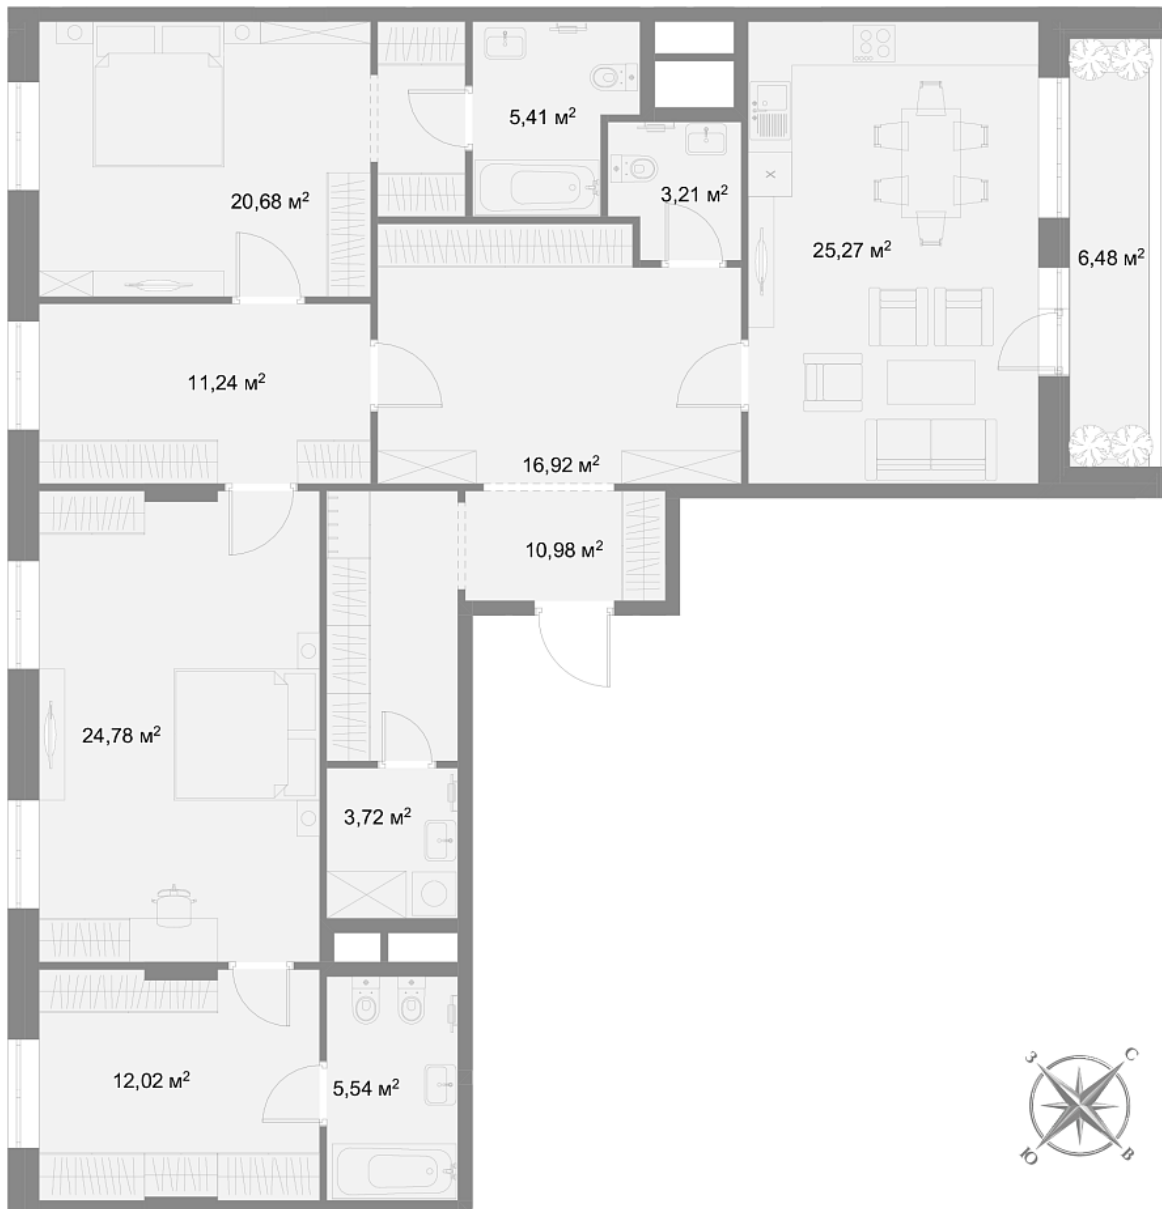 5,41 м²
20,68 м²
3,21 м²
25,27 м²
6,48 м²
11,24 м²
16,92 м²
10,98 м²
24,78 м²
3,72 м²
12,02 м²
5,54 м²
X
З
С
Ю
В